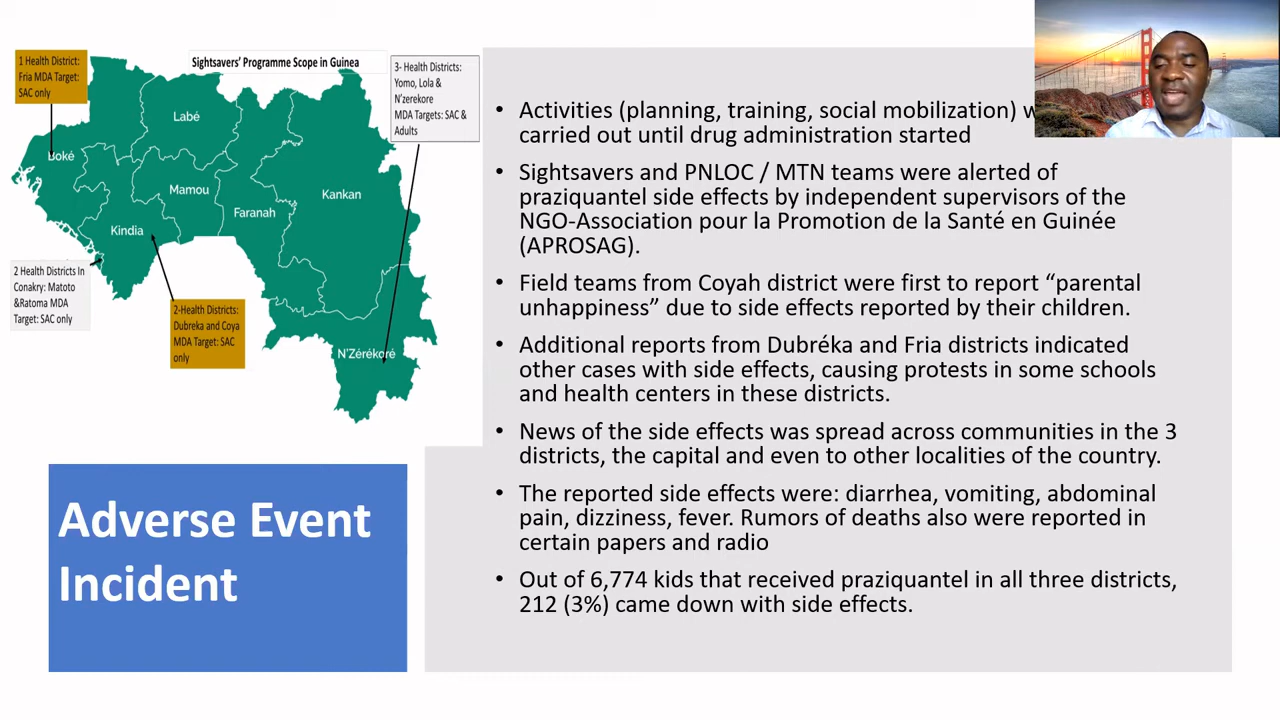 Sightsavers' Programme Scope in Guinea
1 Health District:
Fria MDA Target:
SAC only
3- Health Districts:
Yomo, Lola &
N'zerekore
MDA Targets: SAC &
Adults
Labé
Boké
Mamou
Kankan
Faranah
Kindia
2 Health Districts In
Conakry: Matoto
&Ratoma MDA
Target: SAC only
2-Health Districts:
Dubreka and Coya
MDA Target: SAC
only
N'Zérékoré
Adverse Event
Incident
• Activities (planning, training, social mobilization)
carried out until drug administration started
• Sightsavers and PNLOC / MTN teams were alerted of
praziquantel side effects by independent supervisors of the
NGO-Association pour la Promotion de la Santé en Guinée
(APROSAG).
• Field teams from Coyah district were first to report “parental
unhappiness” due to side effects reported by their children.
• Additional reports from Dubréka and Fria districts indicated
other cases with side effects, causing protests in some schools
and health centers in these districts.
• News of the side effects was spread across communities in the 3
districts, the capital and even to other localities of the country.
• The reported side effects were: diarrhea, vomiting, abdominal
pain, dizziness, fever. Rumors of deaths also were reported in
certain papers and radio
• Out of 6,774 kids that received praziquantel in all three districts,
212 (3%) came down with side effects.